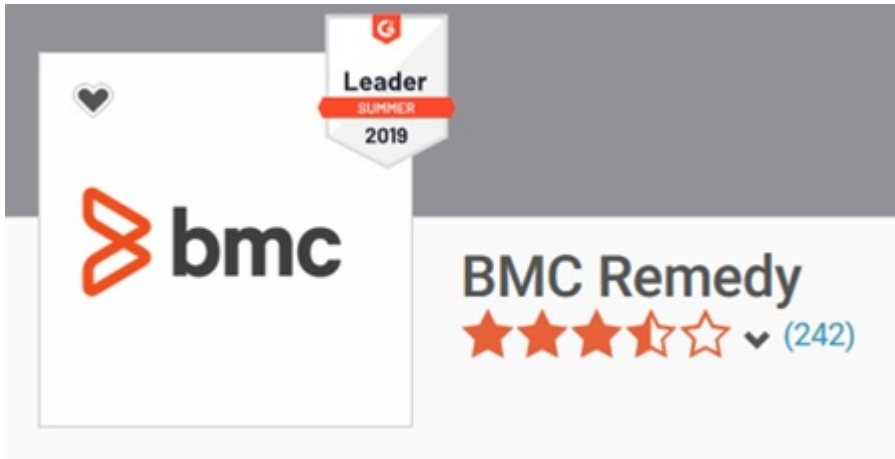 Leader
SUMMER
2019
bmc
BMC Remedy
(242)